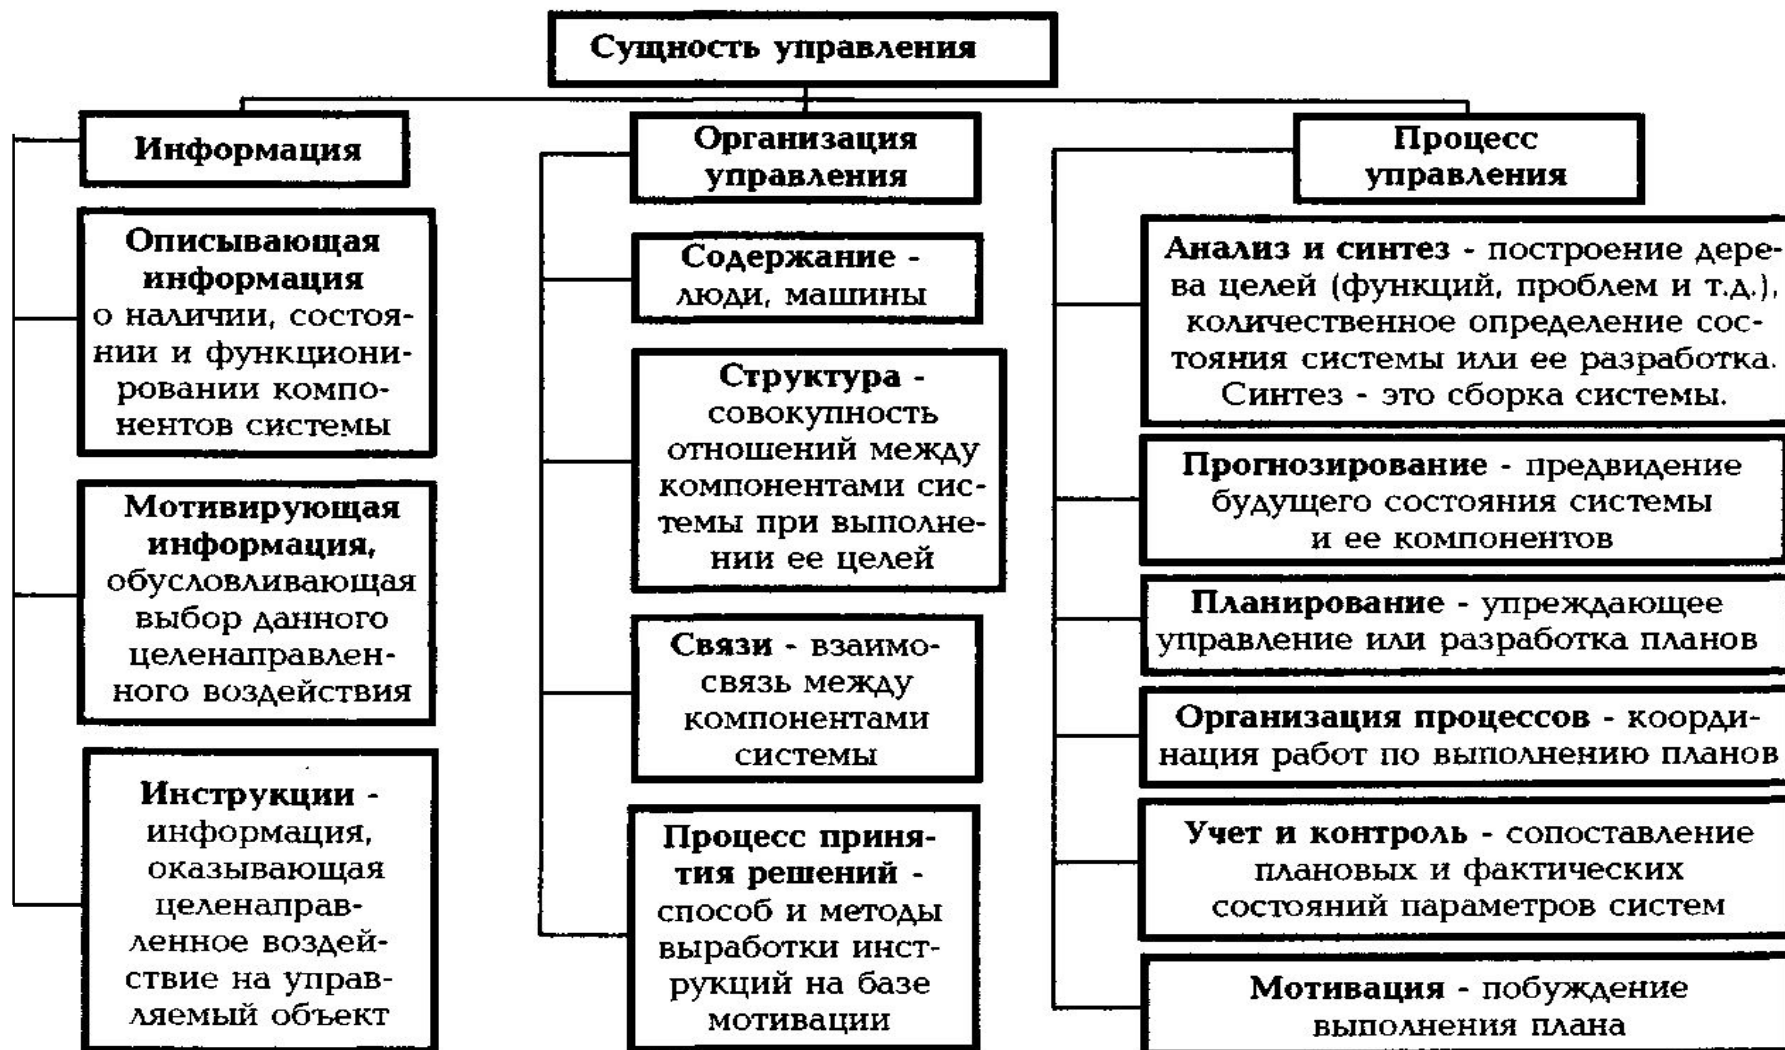 Сущность управления
Информация
Описывающая
информация
о наличии, состоя-
нии и функциони-
ровании компо-
нентов системы
Мотивирующая
информация,
обусловливающая
выбор данного
целенаправлен-
ного воздействия
Инструкции -
информация,
оказывающая
целенаправ-
ленное воздей-
ствие на управ-
ляемый объект
Организация
управления
Содержание -
люди, машины
Структура -
совокупность
отношений между
компонентами сис-
темы при выполне-
нии ее целей
Связи - взаимо-
связь между
компонентами
системы
Процесс приня-
тия решений -
способ и методы
выработки инст-
рукций на базе
мотивации
Процесс
управления
Анализ и синтез - построение дере-
ва целей (функций, проблем и т.д.),
количественное определение сос-
тояния системы или ее разработка.
Синтез - это сборка системы.
Прогнозирование - предвидение
будущего состояния системы
и ее компонентов
Планирование - упреждающее
управление или разработка планов
Организация процессов - коорди-
нация работ по выполнению планов
Учет и контроль - сопоставление
плановых и фактических
состояний параметров систем
Мотивация - побуждение
выполнения плана